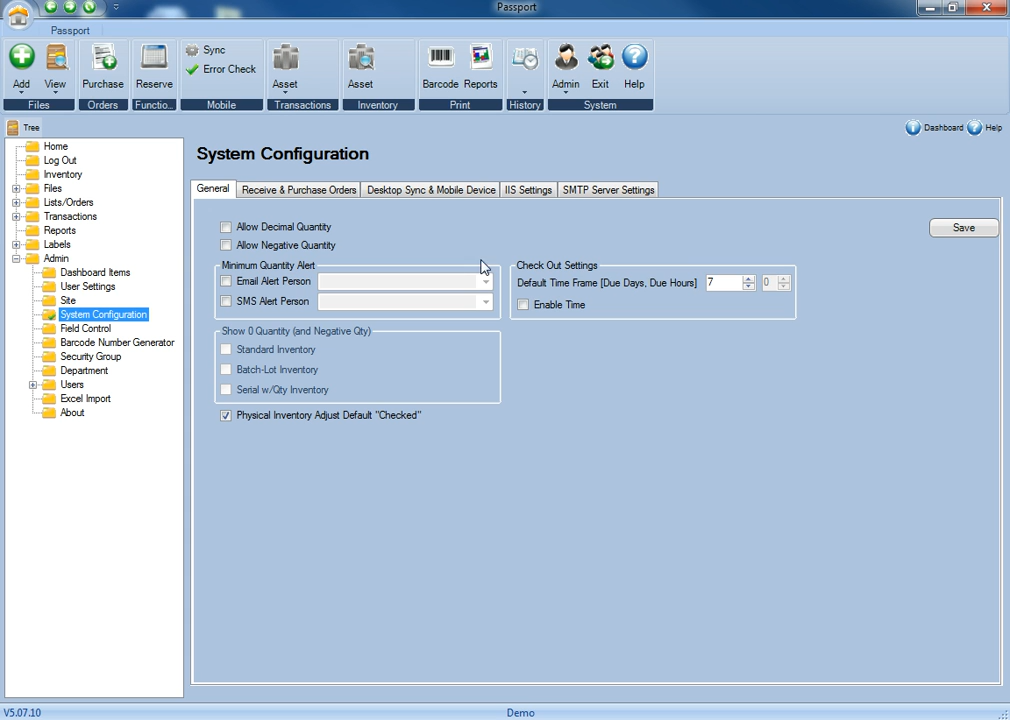 Passport
Passport
Add
View
Purchase
Reserve
Sync
Error Check
Asset
Asset
Barcode
Reports
Admin
Exit
Help
Files
Orders
Functio...
Mobile
Transactions
Inventory
Print
History
System
Tree
Dashboard
Help
Home
Log Out
Inventory
Files
Lists/Orders
Transactions
Reports
Labels
Admin
Dashboard Items
User Settings
Site
System Configuration
Field Control
Barcode Number Generator
Security Group
Department
Users
Excel Import
About
System Configuration
General
Receive & Purchase Orders
Desktop Sync & Mobile Device
IIS Settings
SMTP Server Settings
Allow Decimal Quantity
Save
Allow Negative Quantity
Minimum Quantity Alert
Email Alert Person
SMS Alert Person
Check Out Settings
Default Time Frame [Due Days, Due Hours]
7
0
Enable Time
Show 0 Quantity (and Negative Qty)
Standard Inventory
Batch-Lot Inventory
Serial w/Qty Inventory
Physical Inventory Adjust Default "Checked"
V5.07.10
Demo